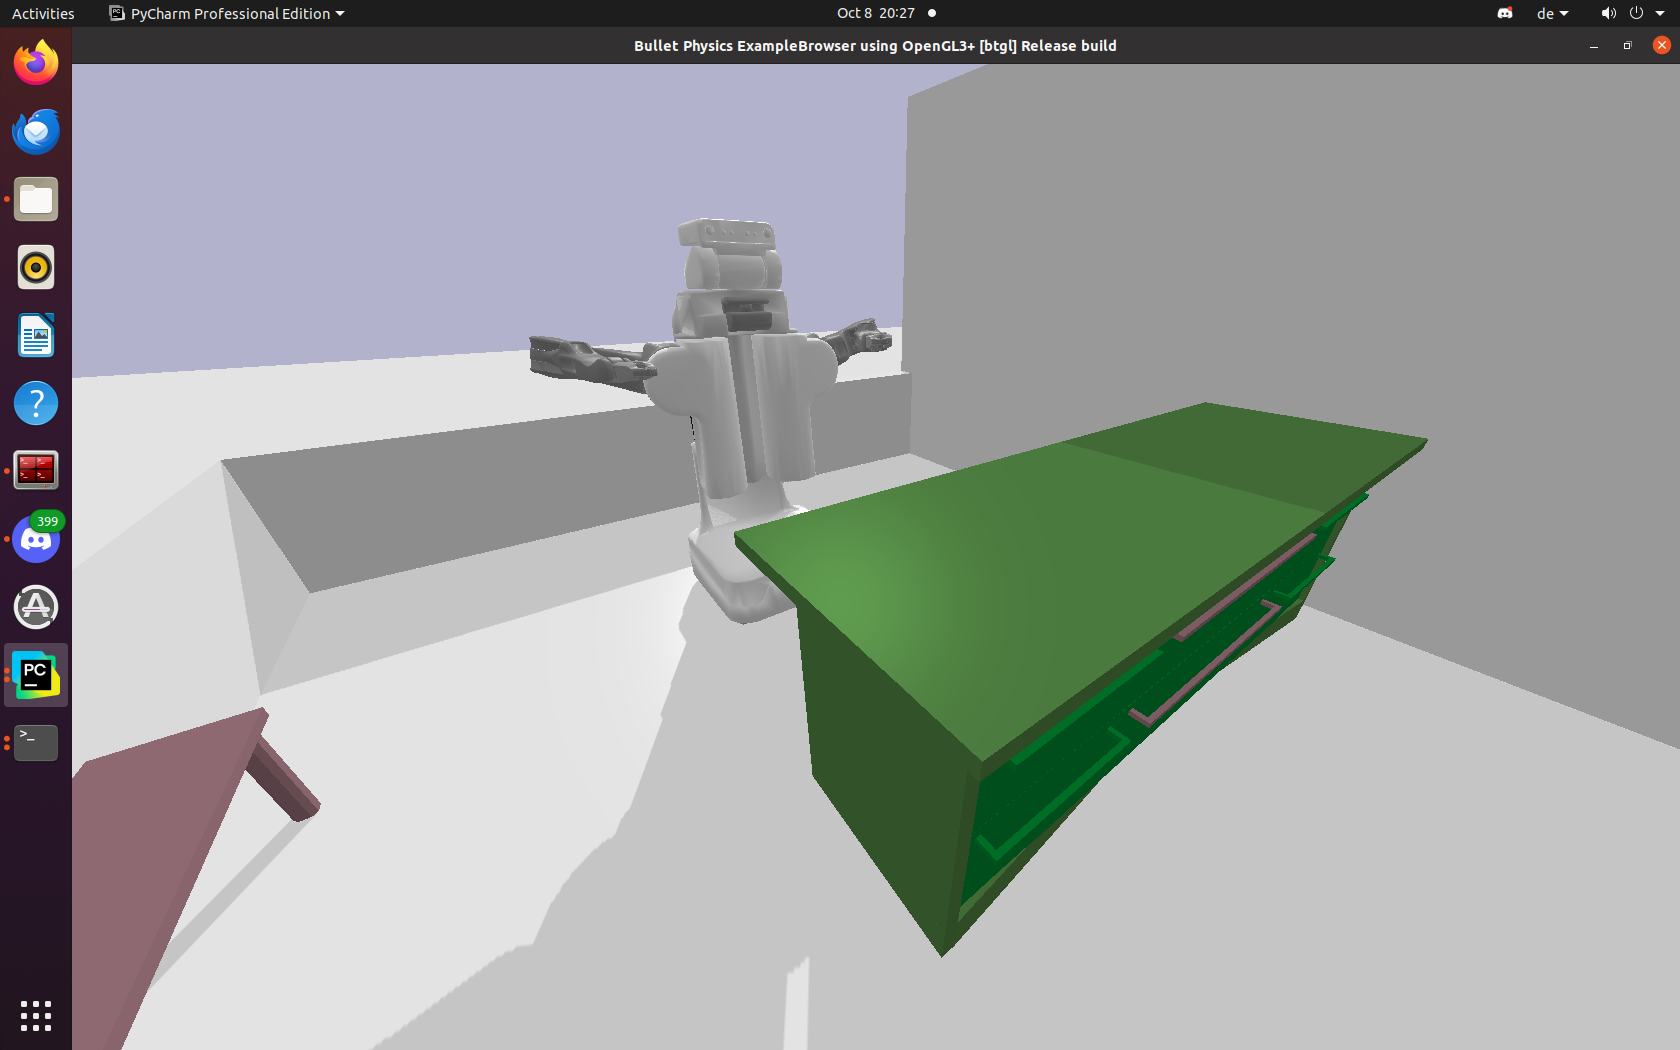 Activities
PyCharm Professional Edition
Oct 8 20:27
de
Bullet Physics ExampleBrowser using OpenGL3+ [btgl] Release build
399
PC
>_